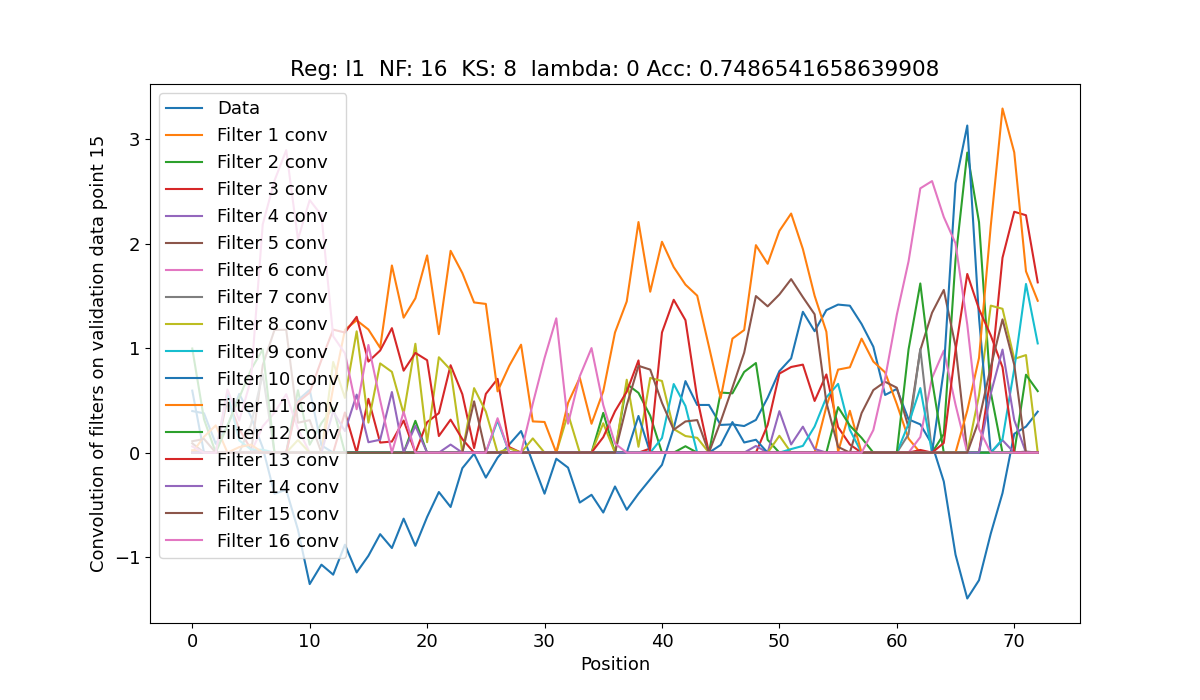 Reg: l1  NF: 16  KS: 8  lambda: 0 Acc: 0.7486541658639908
Convolution of filters on validation data point 15
3
2
1
0
−1
Data
Filter 1 conv
Filter 2 conv
Filter 3 conv
Filter 4 conv
Filter 5 conv
Filter 6 conv
Filter 7 conv
Filter 8 conv
Filter 9 conv
Filter 10 conv
Filter 11 conv
Filter 12 conv
Filter 13 conv
Filter 14 conv
Filter 15 conv
Filter 16 conv
0 10 20 30 40 50 60 70
Position